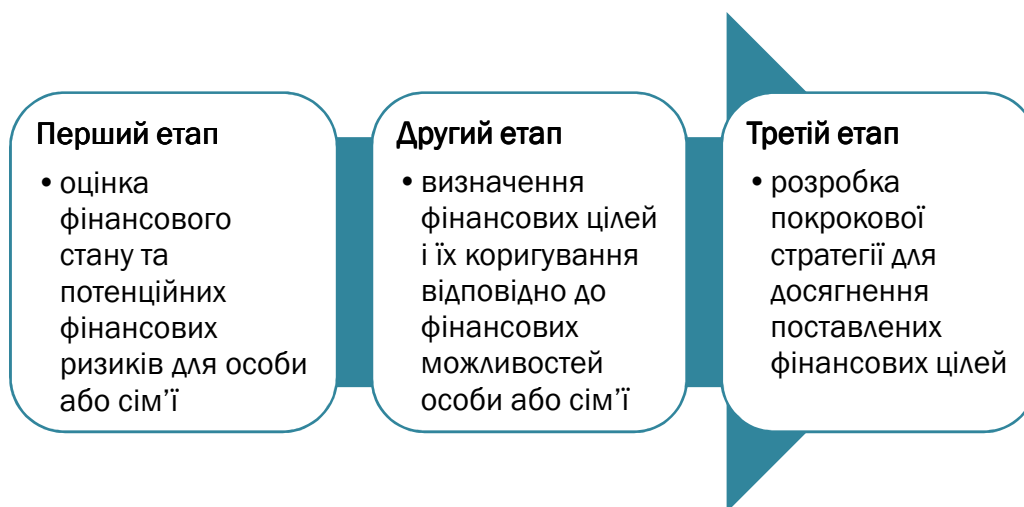 Перший етап
• оцінка
фінансового
стану та
потенційних
фінансових
ризиків для особи
або сім’ї
Другий етап
• визначення
фінансових цілей
і їх коригування
відповідно до
фінансових
можливостей
особи або сім’ї
Третій етап
• розробка
покрокової
стратегії для
досягнення
поставлених
фінансових цілей